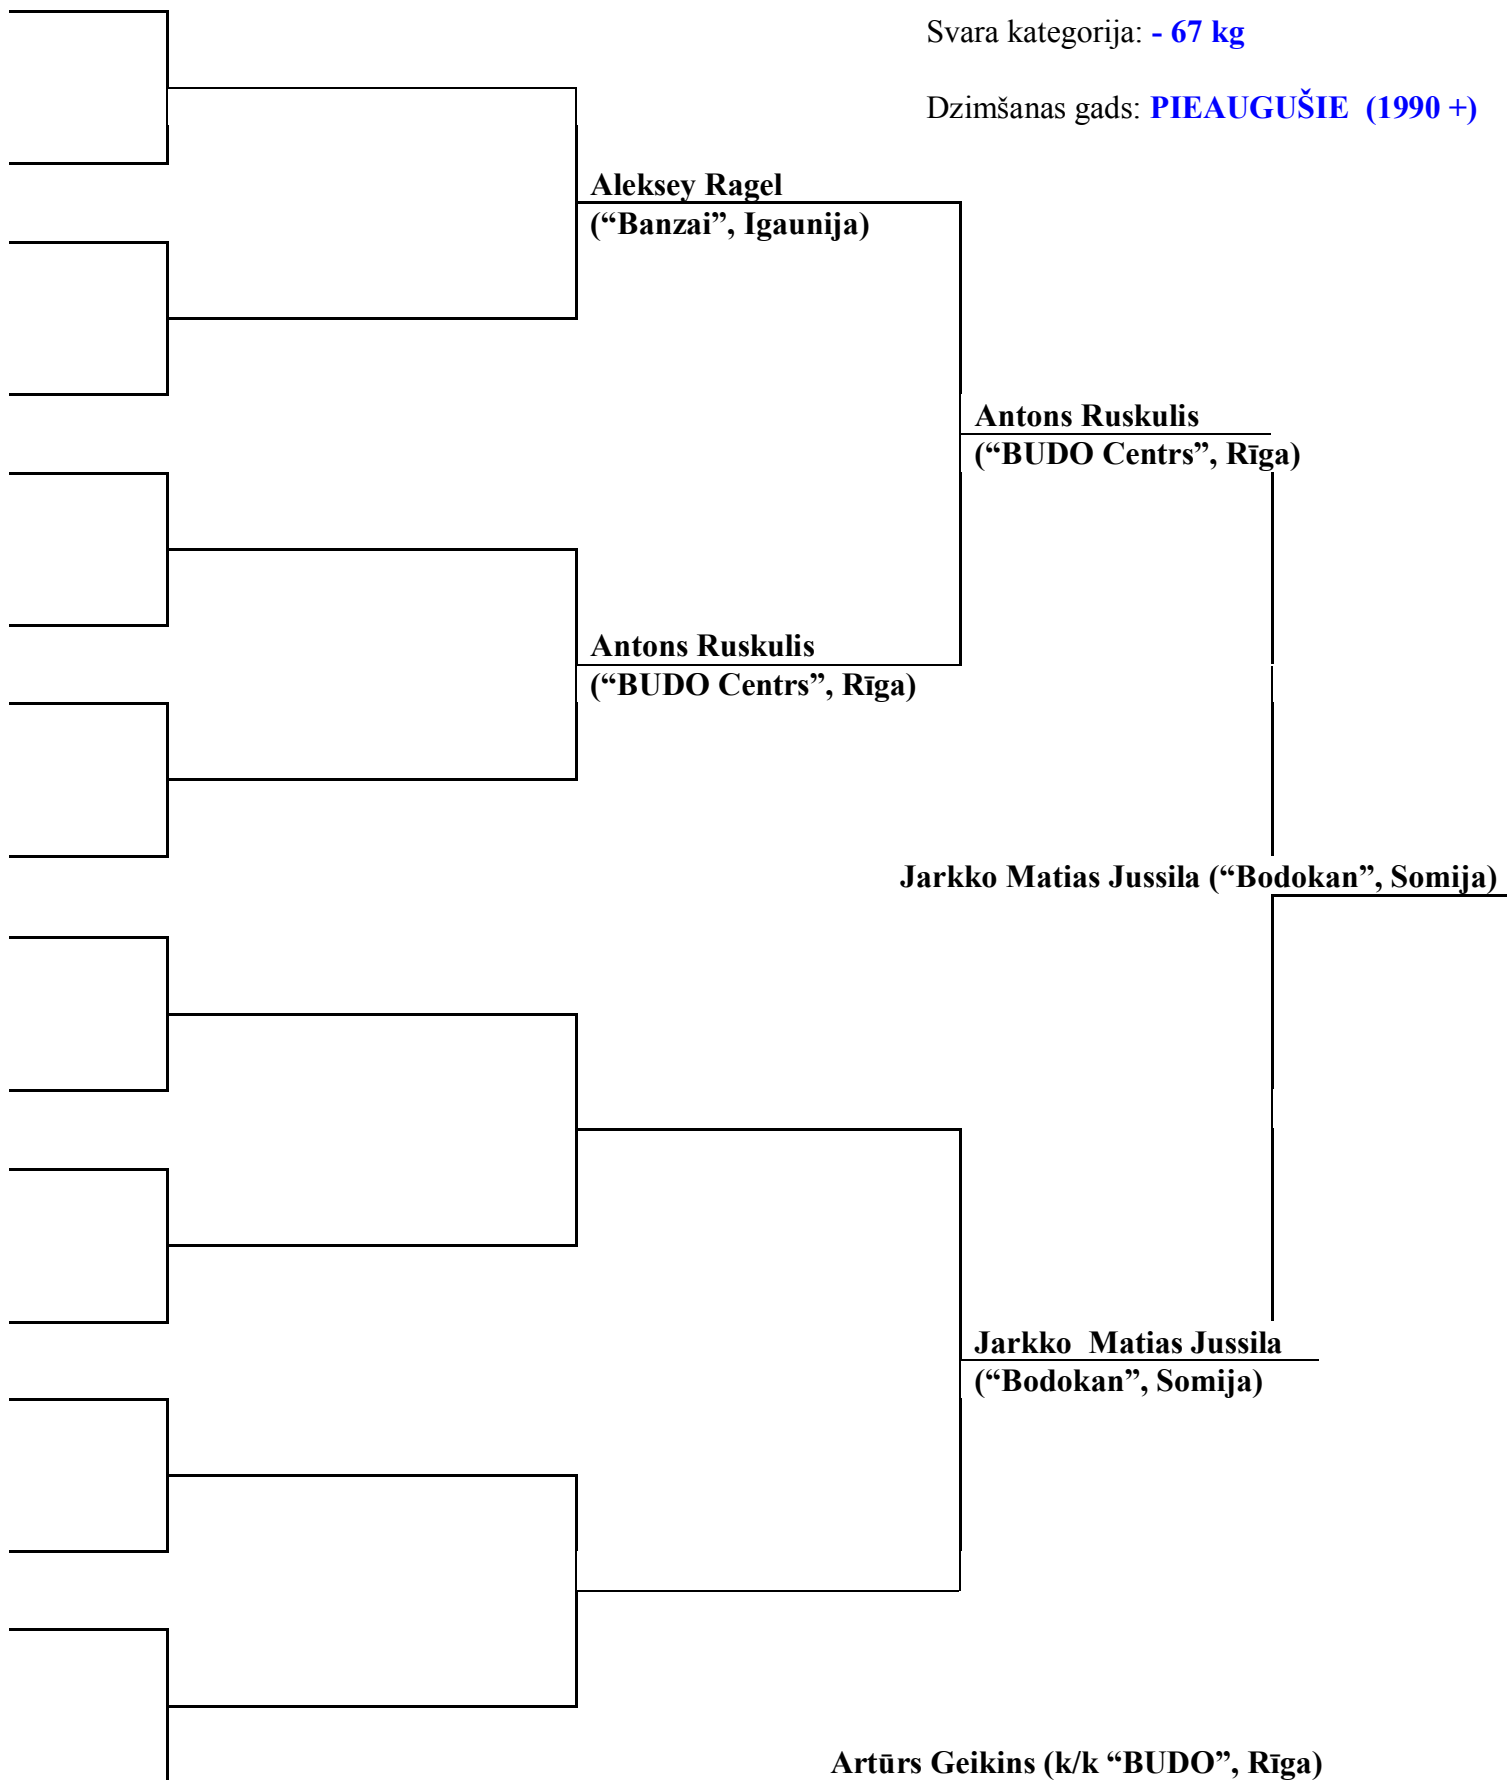 Svara kategorija: - 67 kg
Dzimšanas gads: PIEAUGUŠIE (1990 +)
Aleksey Ragel
(“Banzai”, Igaunija)
Antons Ruskulis
(“BUDO Centrs”, Rīga)
Antons Ruskulis
(“BUDO Centrs”, Rīga)
Jarkko Matias Jussila (“Bodokan”, Somija)
Jarkko Matias Jussila
(“Bodokan”, Somija)
Artūrs Geikins (k/k “BUDO”, Rīga)